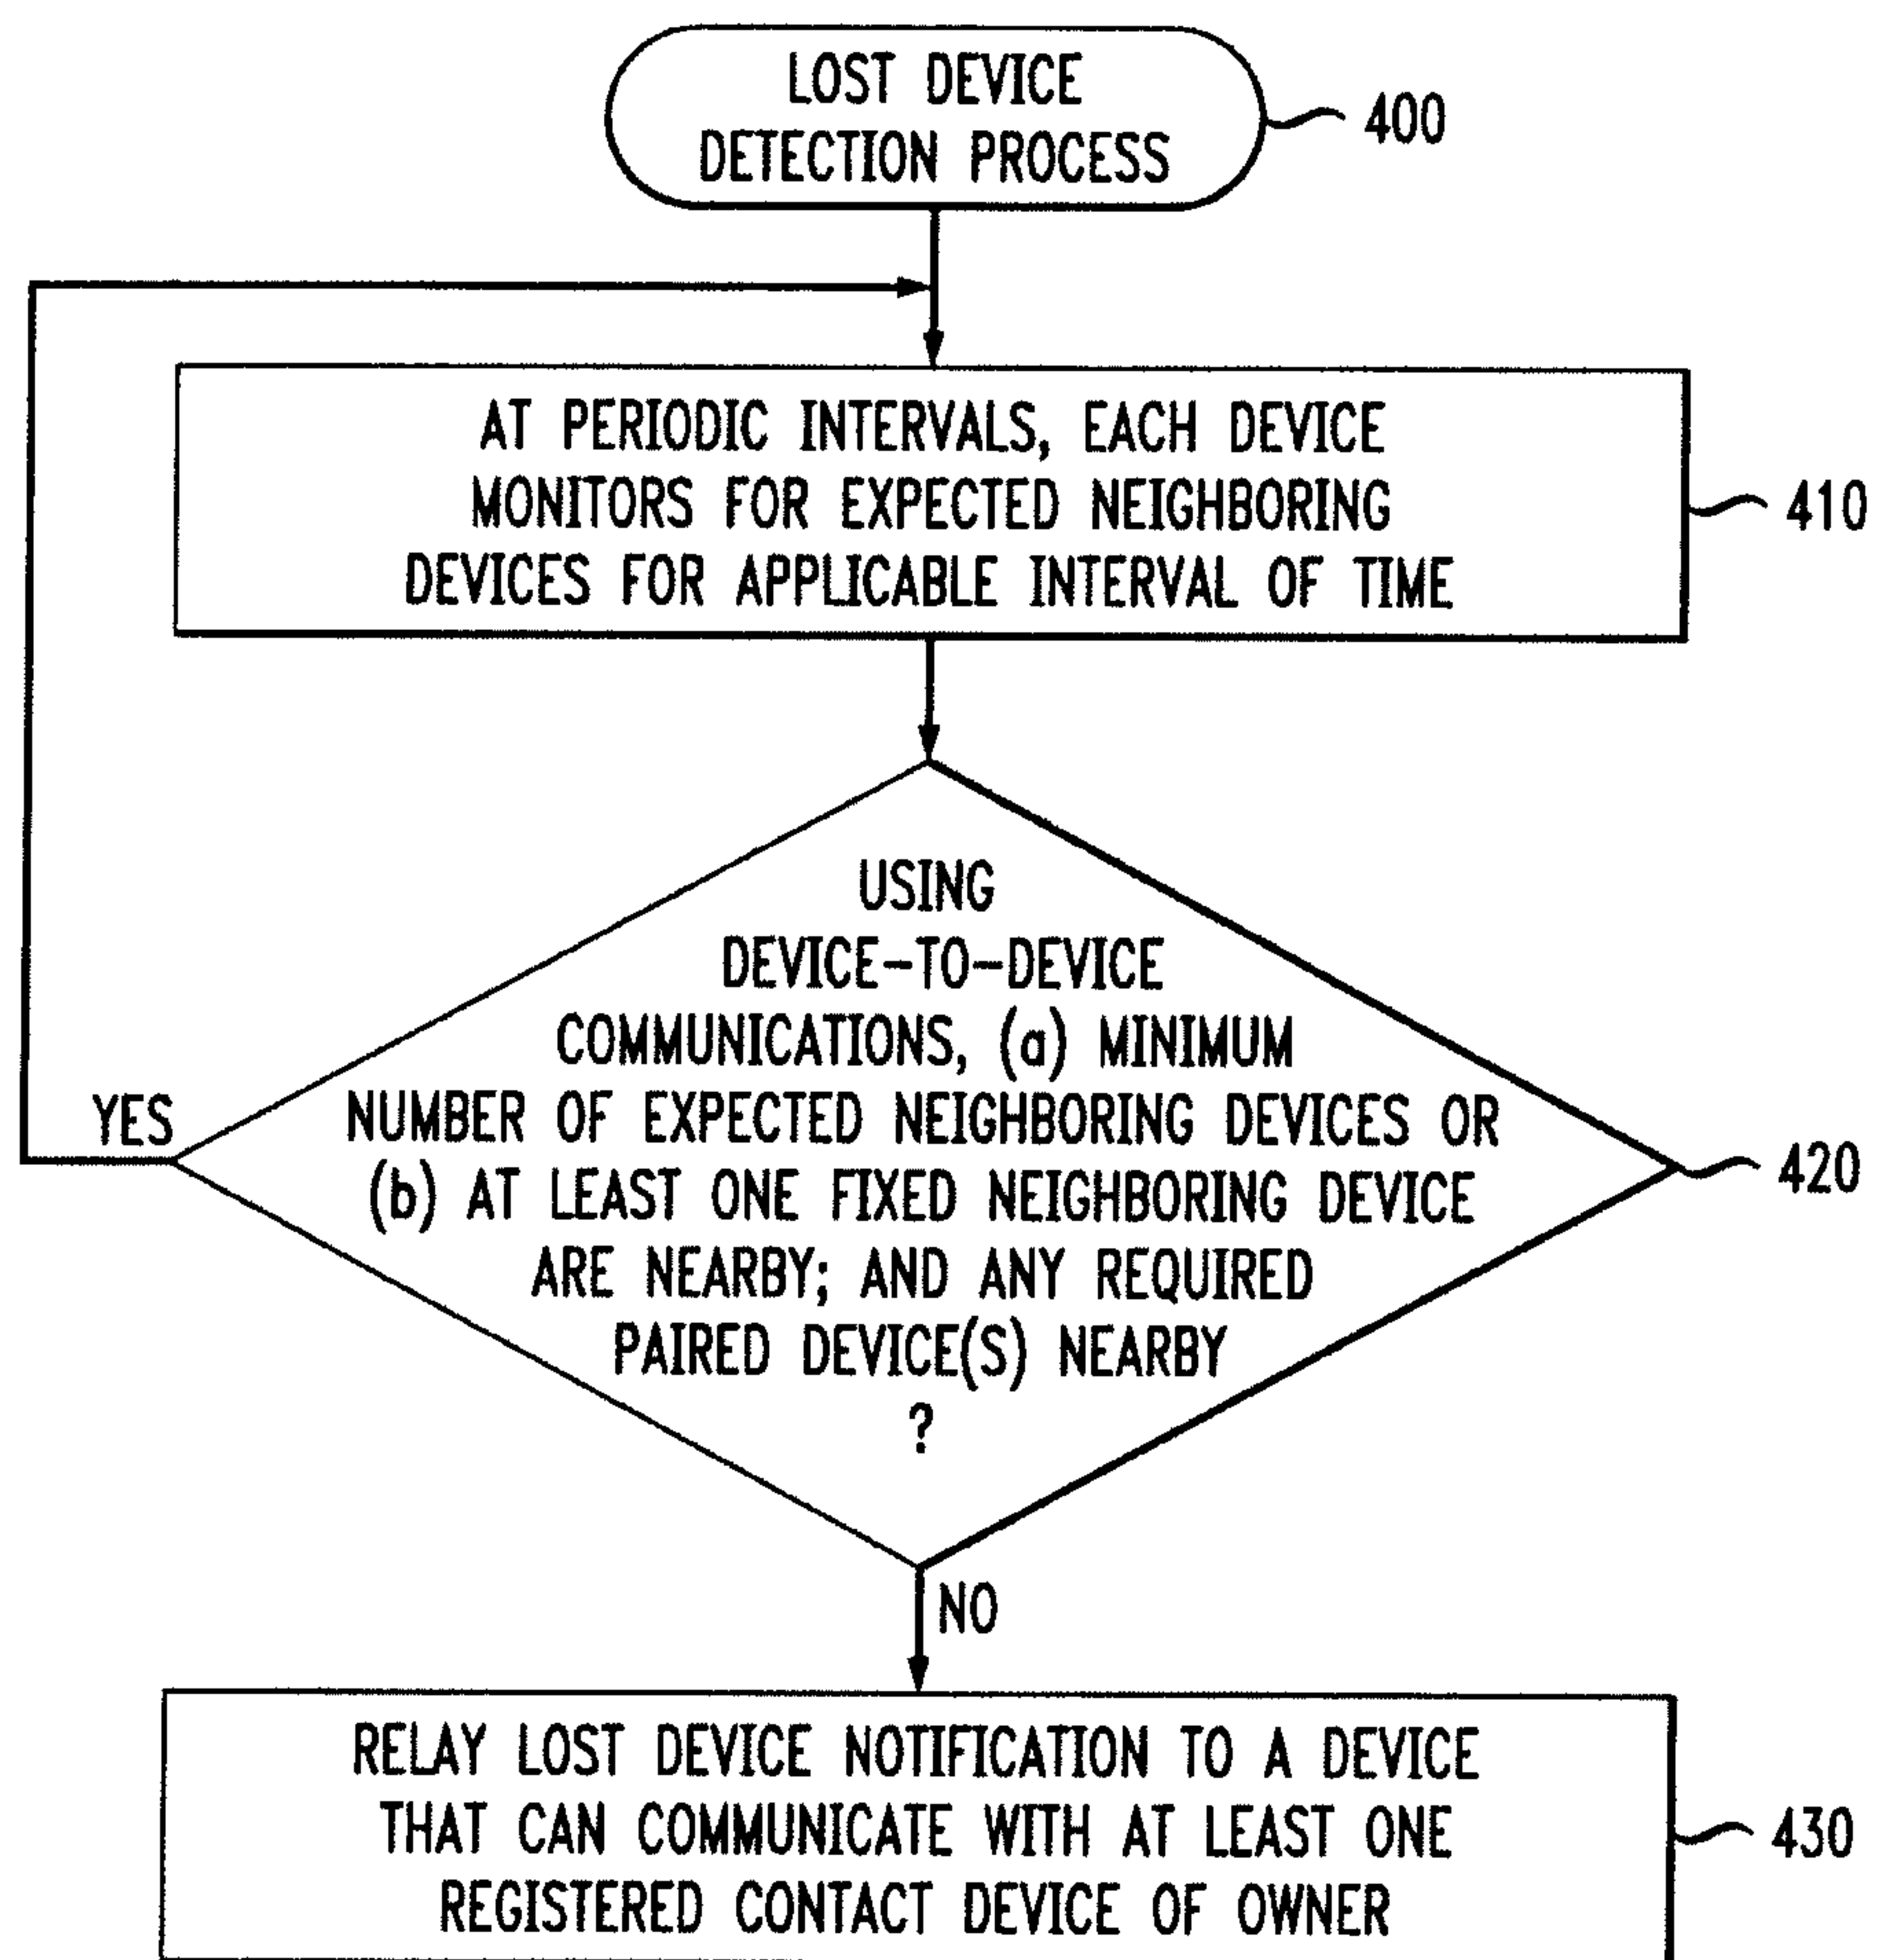 LOST DEVICE
DETECTION PROCESS
400
AT PERIODIC INTERVALS, EACH DEVICE
MONITORS FOR EXPECTED NEIGHBORING
DEVICES FOR APPLICABLE INTERVAL OF TIME
410
USING
DEVICE-TO-DEVICE
COMMUNICATIONS, (a) MINIMUM
NUMBER OF EXPECTED NEIGHBORING DEVICES OR
(b) AT LEAST ONE FIXED NEIGHBORING DEVICE
ARE NEARBY; AND ANY REQUIRED
PAIRED DEVICE(S) NEARBY
?
YES
420
NO
RELAY LOST DEVICE NOTIFICATION TO A DEVICE
THAT CAN COMMUNICATE WITH AT LEAST ONE
REGISTERED CONTACT DEVICE OF OWNER
430